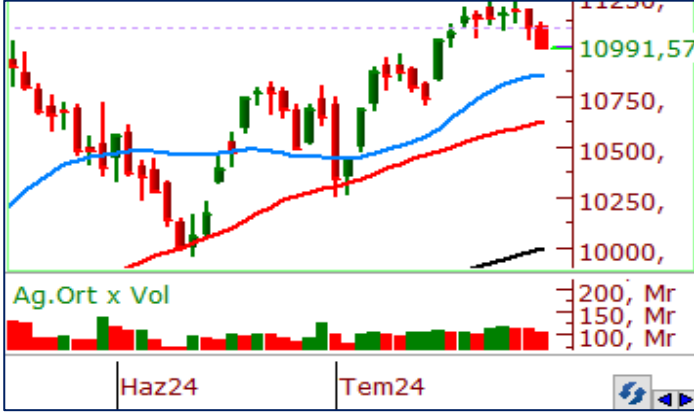 11250,
10991,57
10750,
10500,
10250,
10000,
Ag.Ort x Vol
200, Mr
150, Mr
100, Mr
Haz24
Tem24